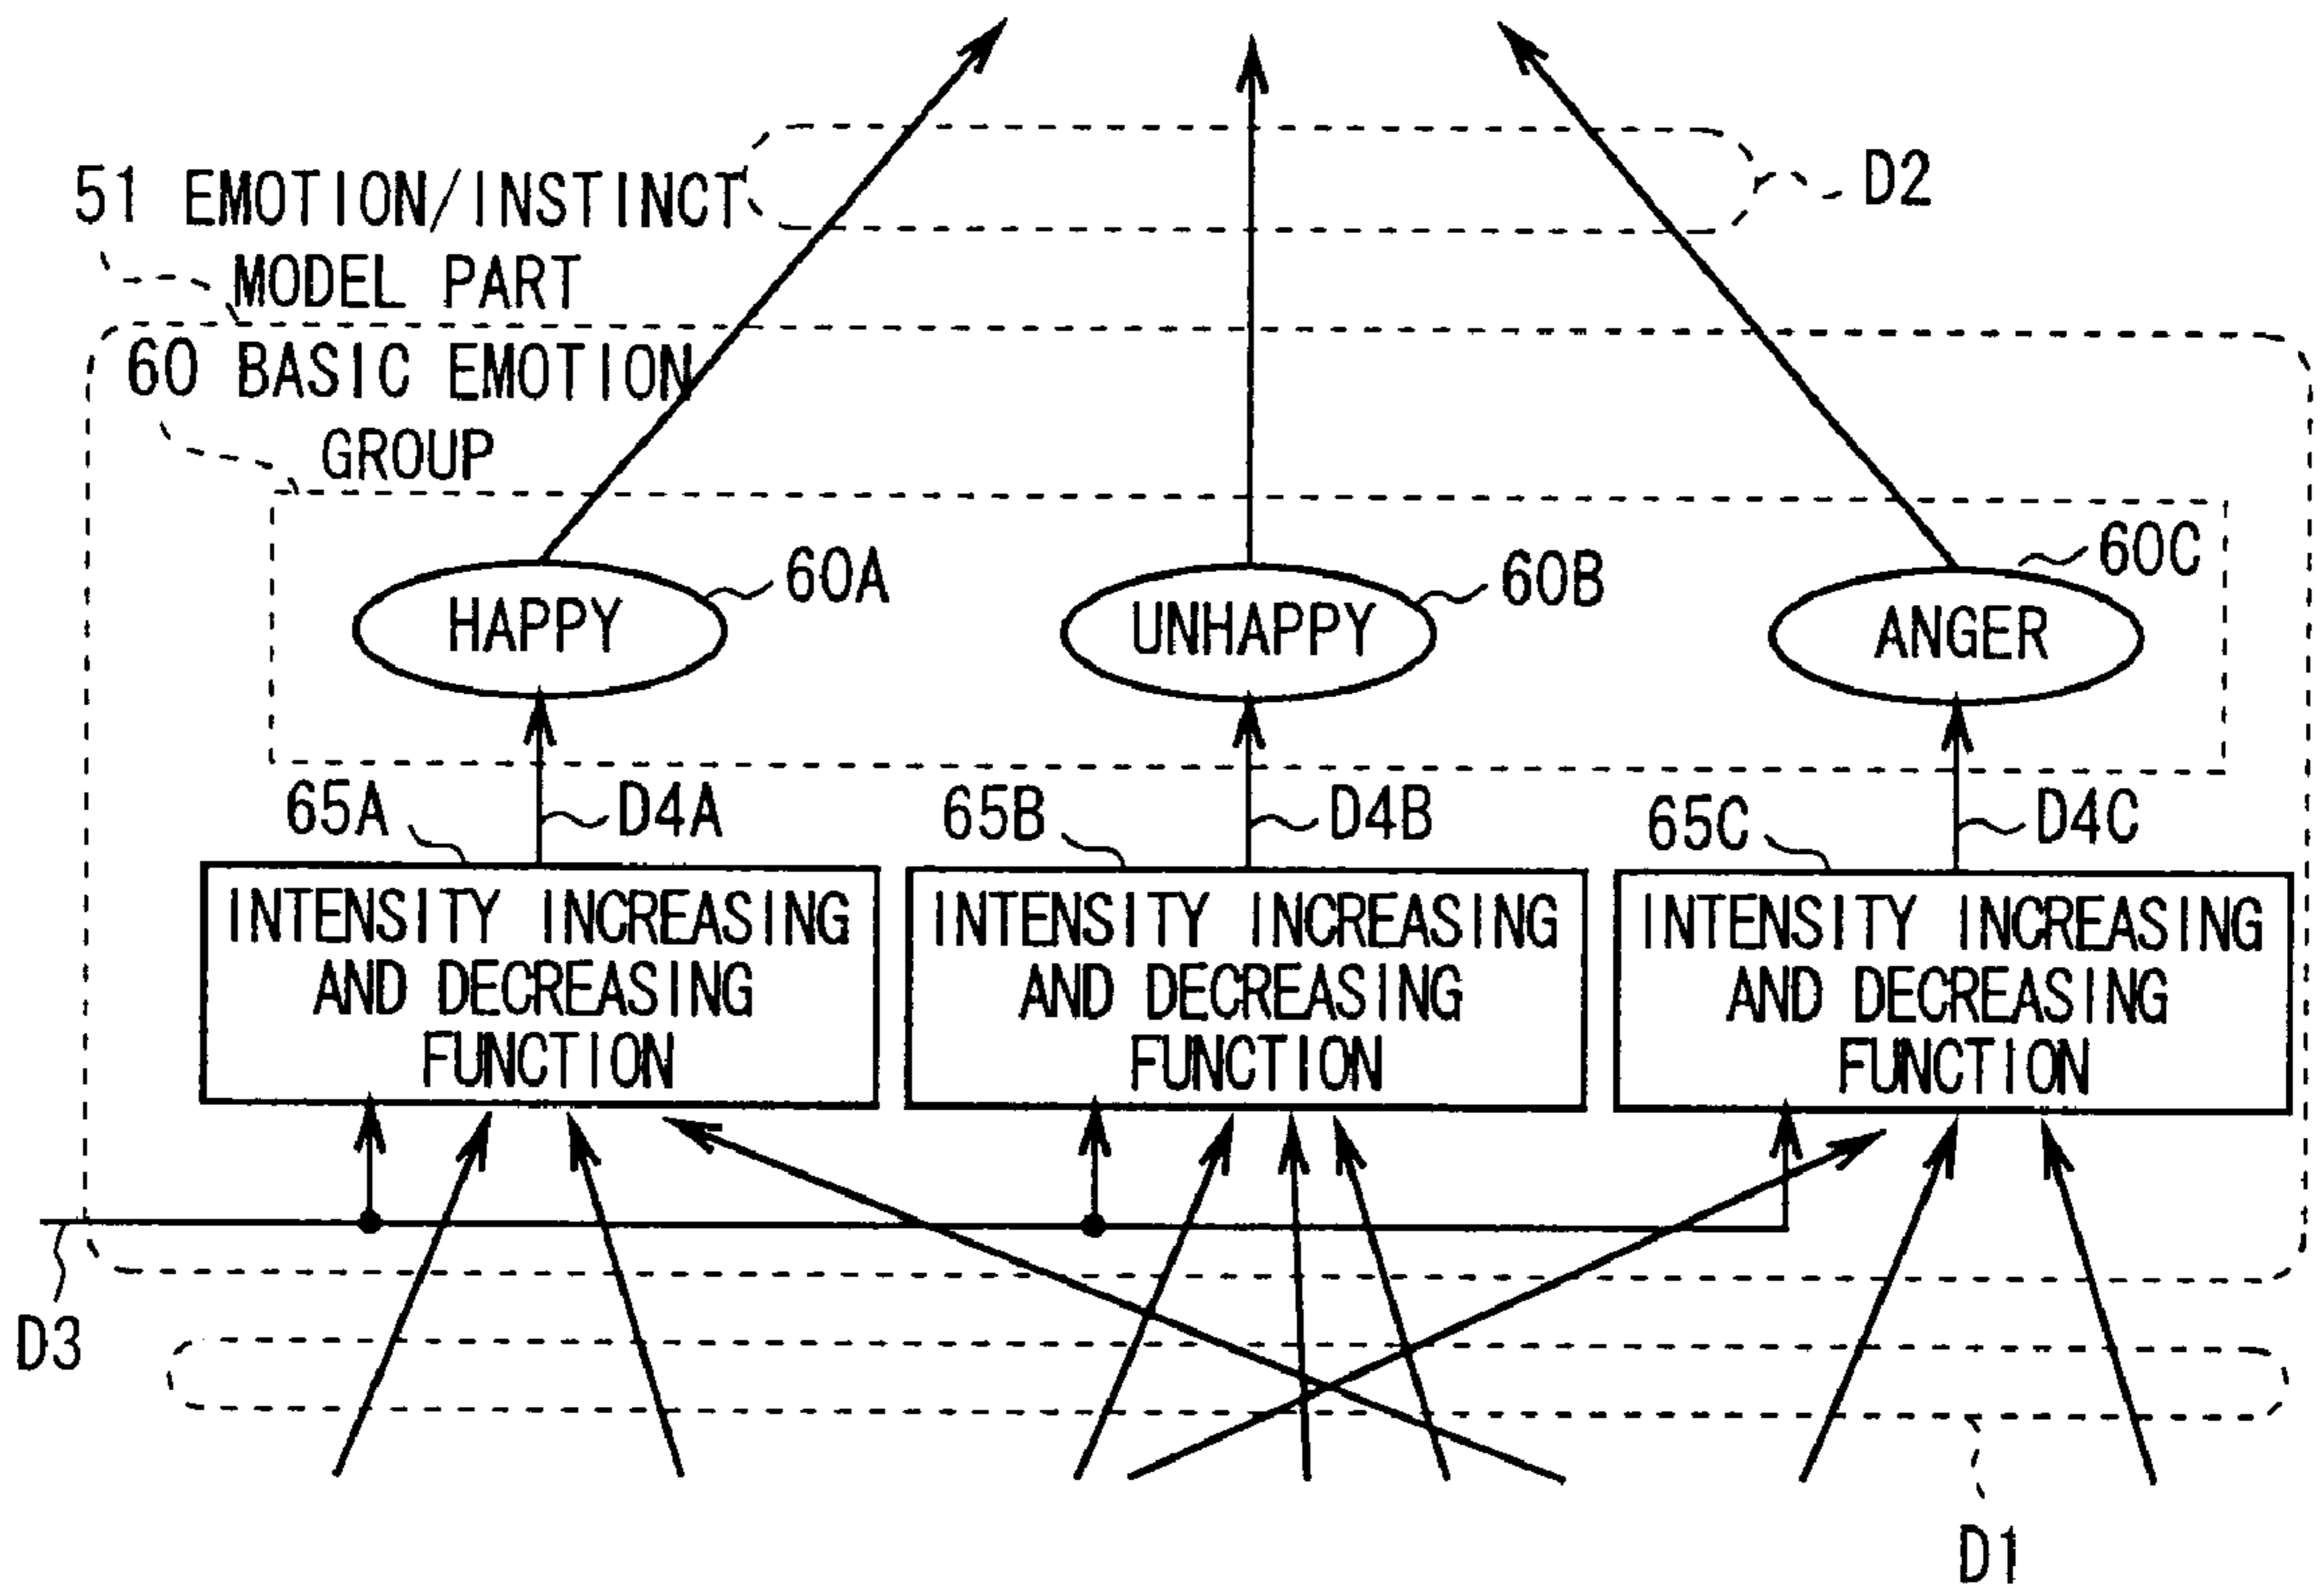 51 EMOTION/INSTINCT
MODEL PART
D2
60 BASIC EMOTION
GROUP
HAPPY
60A
UNHAPPY
60B
ANGER
60C
65A
D4A
65B
D4B
65C
D4C
INTENSITY INCREASING
AND DECREASING
FUNCTION
INTENSITY INCREASING
AND DECREASING
FUNCTION
INTENSITY INCREASING
AND DECREASING
FUNCTION
D3
D1